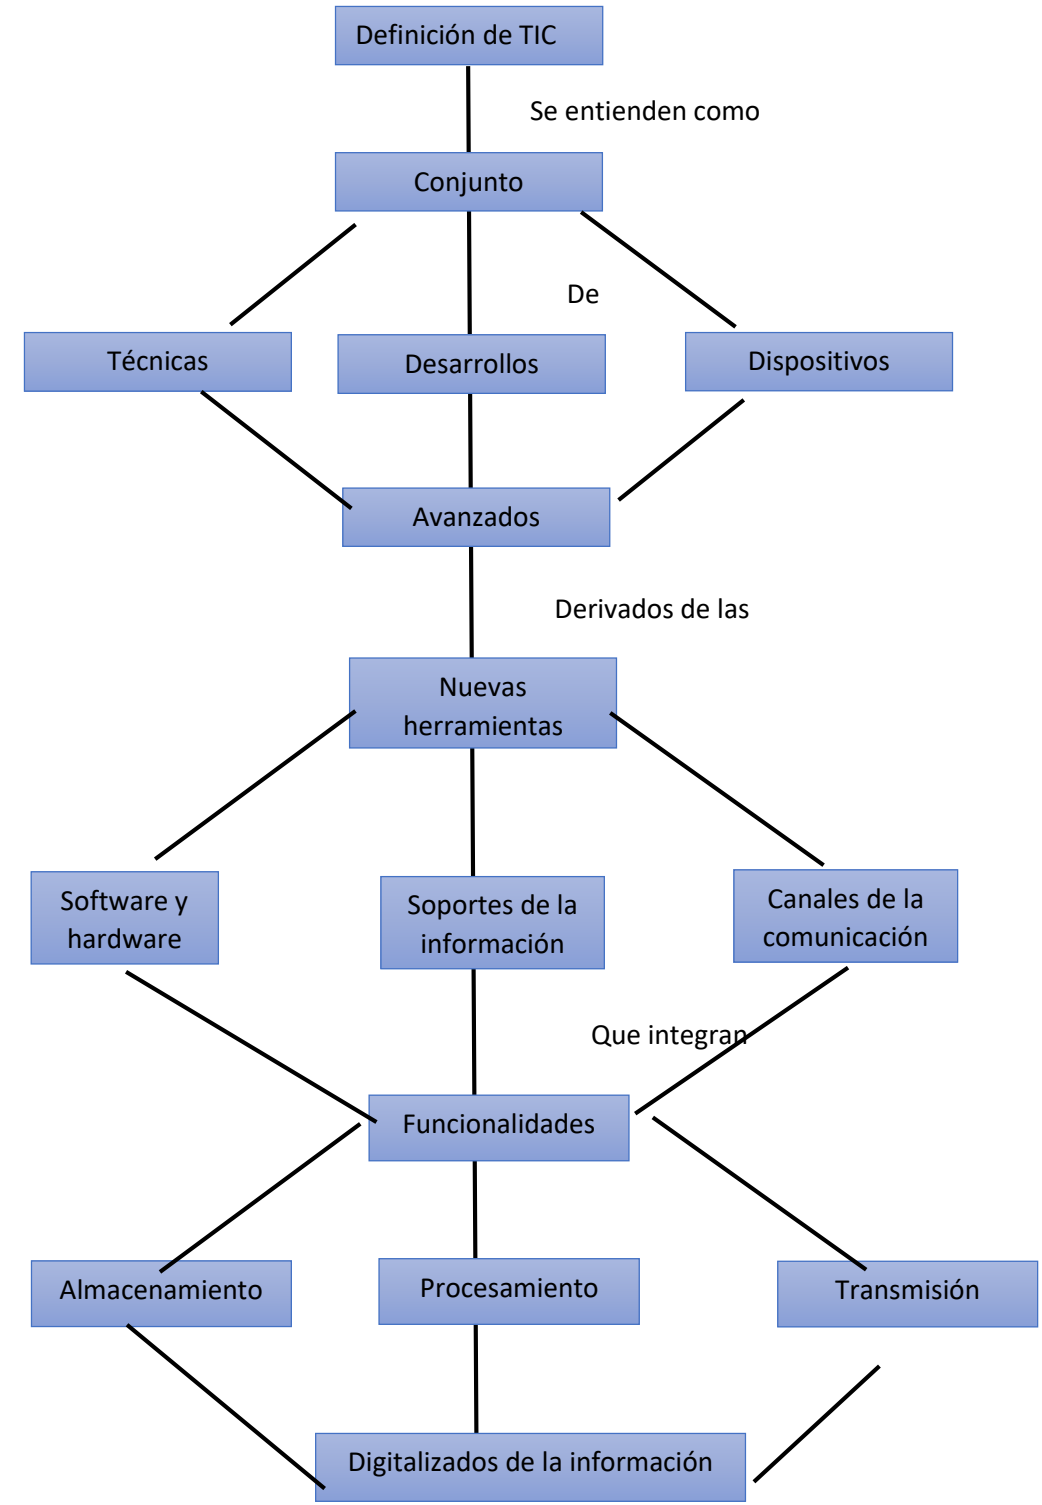 Definición de TIC
Se entienden como
Conjunto
De
Técnicas
Desarrollos
Dispositivos
Avanzados
Derivados de las
Nuevas
herramientas
Software y
hardware
Soportes de la
información
Canales de la
comunicación
Que integran
Funcionalidades
Almacenamiento
Procesamiento
Transmisión
Digitalizados de la información